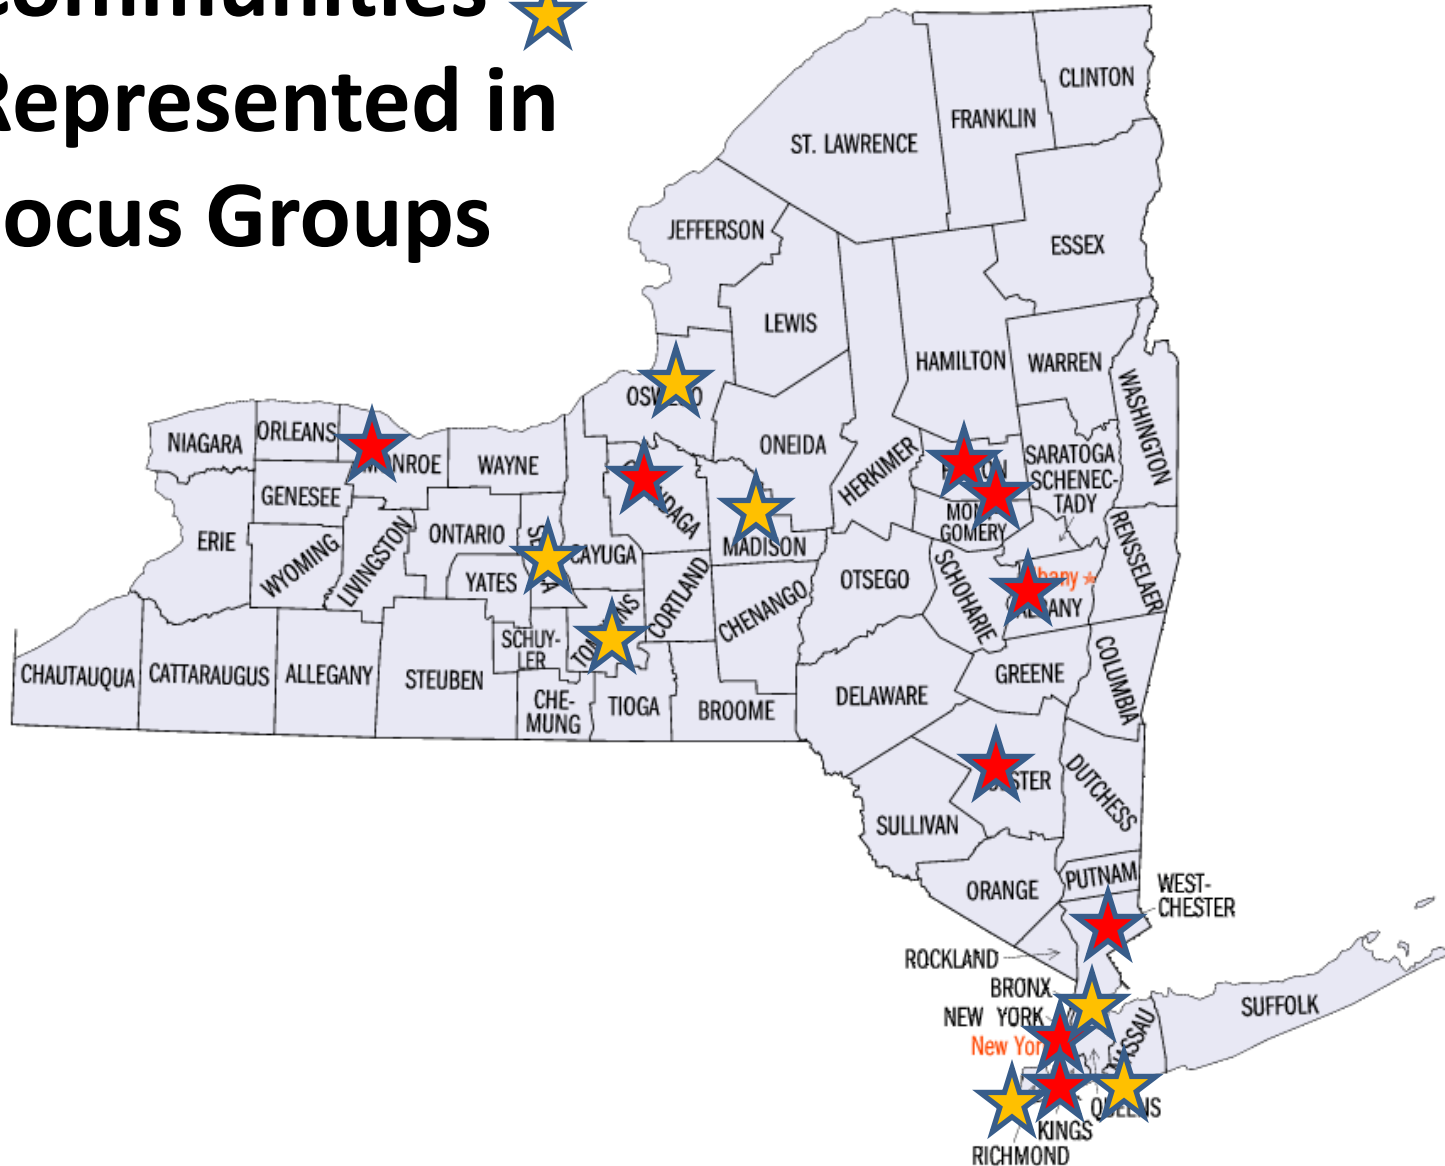 Represented in
Focus Groups
CLINTON
FRANKLIN
ST. LAWRENCE
JEFFERSON
ESSEX
LEWIS
HAMILTON
WARREN
WASHINGTON
ONEIDA
HERKIMER
SARATOGA
SCHENEC-
TADY
NIAGARA
ORLEANS
WAYNE
GENESEE
ERIE
WYOMING
LIVINGSTON
ONTARIO
YATES
CAYUGA
MADISON
GOMERY
RENSSELAER
OTSEGO
SCHOHARIE
CORTLAND
CHENANGO
SCHUY-
LER
CHAUTAUQUA
CATTARAUGUS
ALLEGANY
STEUBEN
CHE-
MUNG
TIOGA
BROOME
DELAWARE
GREENE
COLUMBIA
DUTCHESS
SULLIVAN
ORANGE
PUTNAM
WEST-
CHESTER
ROCKLAND
BRONX
NEW YORK
SUFFOLK
QUEENS
KINGS
RICHMOND